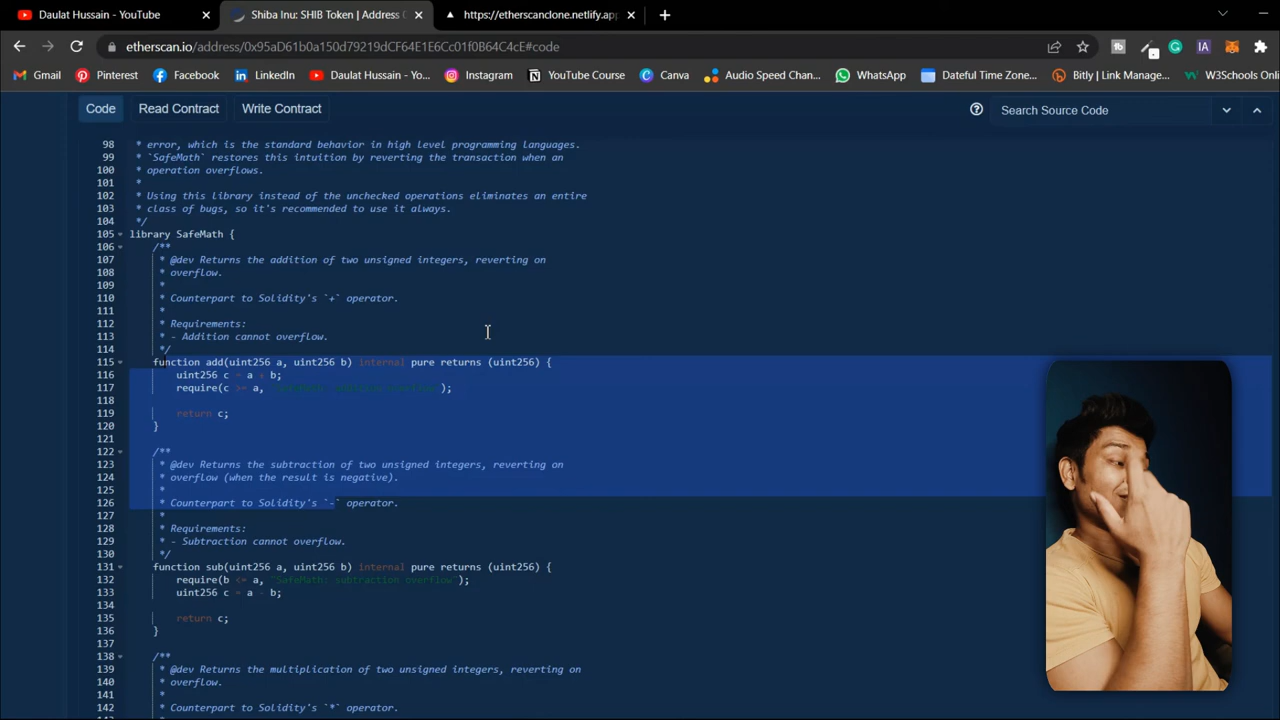 Daulat Hussain - YouTube
Shiba Inu: SHIB Token | Address
https://etherscanclone.netlify.app
etherscan.io/address/0x95aD61b0a150d79219dCF64E1E6Cc01f0B64C4cE#code
Gmail
Pinterest
Facebook
LinkedIn
Daulat Hussain - Yo...
Instagram
YouTube Course
Canva
Audio Speed Chan...
WhatsApp
Dateful Time Zone...
Bitly | Link Manage...
W3Schools Onl
Code
Read Contract
Write Contract
Search Source Code
98 * error, which is the standard behavior in high level programming languages.
99 * `SafeMath` restores this intuition by reverting the transaction when an
100 * operation overflows.
101 *
102 * Using this library instead of the unchecked operations eliminates an entire
103 * class of bugs, so it's recommended to use it always.
104 */
105 library SafeMath {
106 /**
107 * @dev Returns the addition of two unsigned integers, reverting on
108 * overflow.
109 *
110 * Counterpart to Solidity's `+` operator.
111 *
112 * Requirements:
113 * - Addition cannot overflow.
114 */
115 function add(uint256 a, uint256 b) internal pure returns (uint256) {
116 uint256 c = a + b;
117 require(c >= a, "SafeMath: addition overflow");
118
119 return c;
120 }
121
122 /**
123 * @dev Returns the subtraction of two unsigned integers, reverting on
124 * overflow (when the result is negative).
125 *
126 * Counterpart to Solidity's `-` operator.
127 *
128 * Requirements:
129 * - Subtraction cannot overflow.
130 */
131 function sub(uint256 a, uint256 b) internal pure returns (uint256) {
132 require(b <= a, "SafeMath: subtraction overflow");
133 uint256 c = a - b;
134
135 return c;
136 }
137
138 /**
139 * @dev Returns the multiplication of two unsigned integers, reverting on
140 * overflow.
141 *
142 * Counterpart to Solidity's `*` operator.